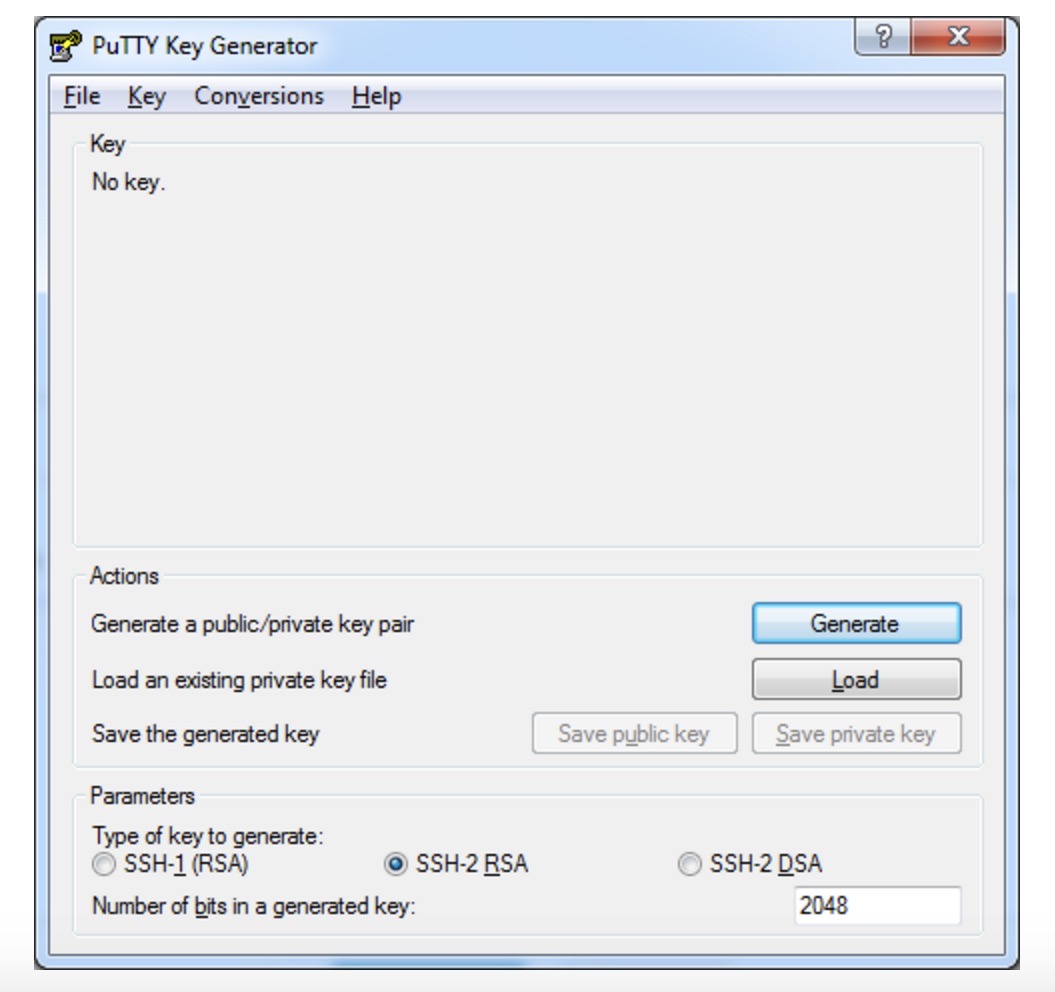 PuTTY Key Generator
File Key Conversions Help
Key
No key.
Actions
Generate a public/private key pair
Generate
Load an existing private key file
Load
Save the generated key
Save public key
Save private key
Parameters
Type of key to generate:
SSH-1 (RSA) SSH-2 RSA SSH-2 DSA
Number of bits in a generated key:
2048